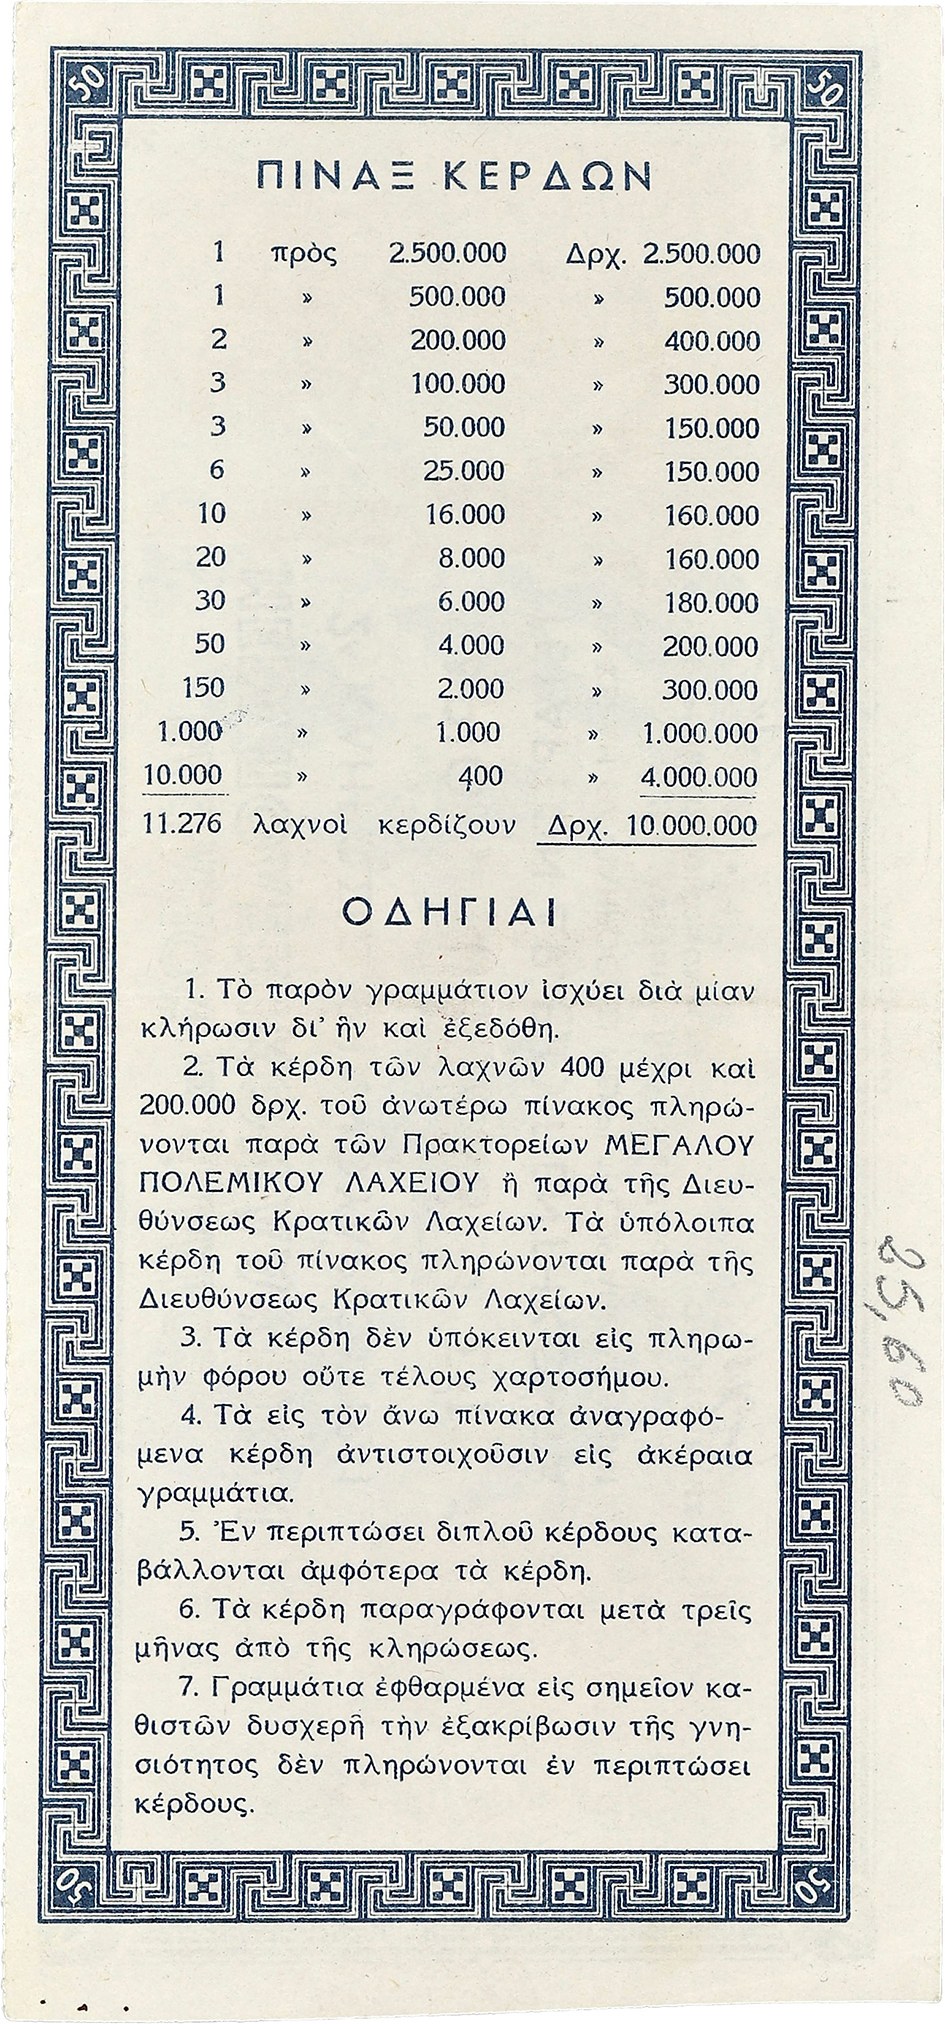 50 50
ΠΙΝΑΞ ΚΕΡΔΩΝ
1 πρὸς 2.500.000 Δρχ. 2.500.000
1 » 500.000 » 500.000
2 » 200.000 » 400.000
3 » 100.000 » 300.000
3 » 50.000 » 150.000
6 » 25.000 » 150.000
10 » 16.000 » 160.000
20 » 8.000 » 160.000
30 » 6.000 » 180.000
50 » 4.000 » 200.000
150 » 2.000 » 300.000
1.000 » 1.000 » 1.000.000
10.000 » 400 » 4.000.000
11.276 λαχνοὶ κερδίζουν Δρχ. 10.000.000
ΟΔΗΓΙΑΙ
1. Τὸ παρὸν γραμμάτιον ἰσχύει διὰ μίαν
κλήρωσιν δι' ἣν καὶ ἐξεδόθη.
2. Τὰ κέρδη τῶν λαχνῶν 400 μέχρι καὶ
200.000 δρχ. τοῦ ἀνωτέρω πίνακος πληρώ-
νονται παρὰ τῶν Πρακτορείων ΜΕΓΑΛΟΥ
ΠΟΛΕΜΙΚΟΥ ΛΑΧΕΙΟΥ ἢ παρὰ τῆς Διευ-
θύνσεως Κρατικῶν Λαχείων. Τὰ ὑπόλοιπα
κέρδη τοῦ πίνακος πληρώνονται παρὰ τῆς
Διευθύνσεως Κρατικῶν Λαχείων.
3. Τὰ κέρδη δὲν ὑπόκεινται εἰς πληρω-
μὴν φόρου οὔτε τέλους χαρτοσήμου.
4. Τὰ εἰς τὸν ἄνω πίνακα ἀναγραφό-
μενα κέρδη ἀντιστοιχοῦσιν εἰς ἀκέραια
γραμμάτια.
5. Ἐν περιπτώσει διπλοῦ κέρδους κατα-
βάλλονται ἀμφότερα τὰ κέρδη.
6. Τὰ κέρδη παραγράφονται μετὰ τρεῖς
μῆνας ἀπὸ τῆς κληρώσεως.
7. Γραμμάτια ἐφθαρμένα εἰς σημεῖον κα-
θιστῶν δυσχερῆ τὴν ἐξακρίβωσιν τῆς γνη-
σιότητος δὲν πληρώνονται ἐν περιπτώσει
κέρδους.
50 50
25,60